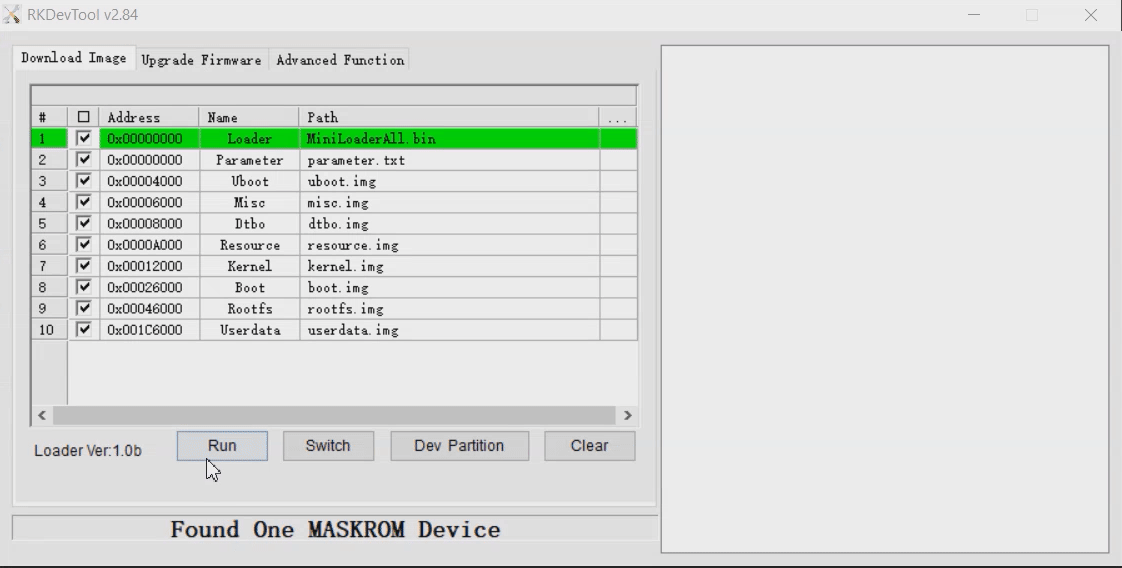 RKDevTool v2.84
Download Image Upgrade Firmware Advanced Function
# Address Name Path ...
1 0x00000000 Loader MiniLoaderAll.bin
2 0x00000000 Parameter parameter.txt
3 0x00004000 Uboot uboot.img
4 0x00006000 Misc misc.img
5 0x00008000 Dtbo dtbo.img
6 0x0000A000 Resource resource.img
7 0x00012000 Kernel kernel.img
8 0x00026000 Boot boot.img
9 0x00046000 Rootfs rootfs.img
10 0x001C6000 Userdata userdata.img
Loader Ver:1.0b Run Switch Dev Partition Clear
Found One MASKROM Device